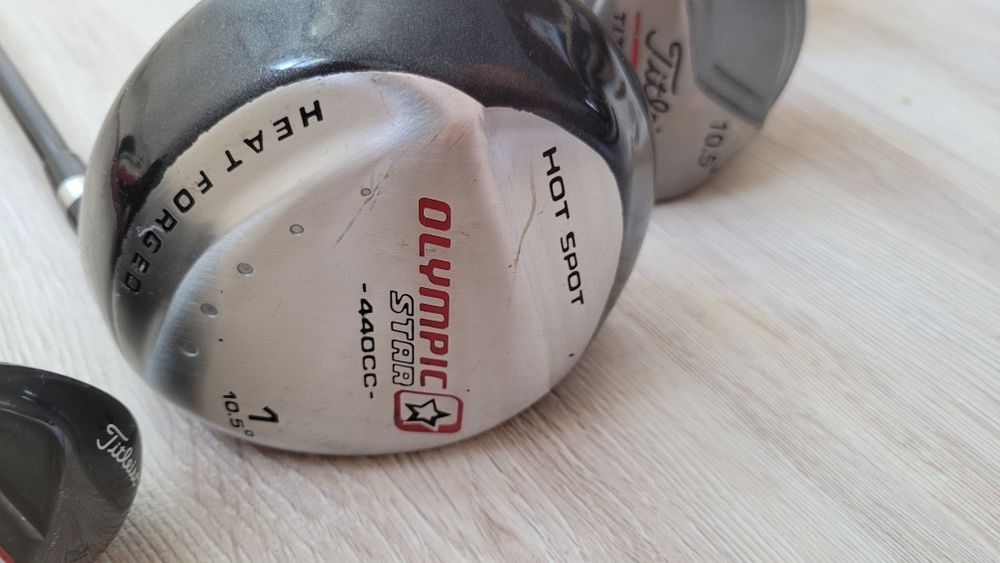 HEAT FORGED
HOT SPOT
OLYMPIC
STAR
-440CC-
1
10.5°
10.5°